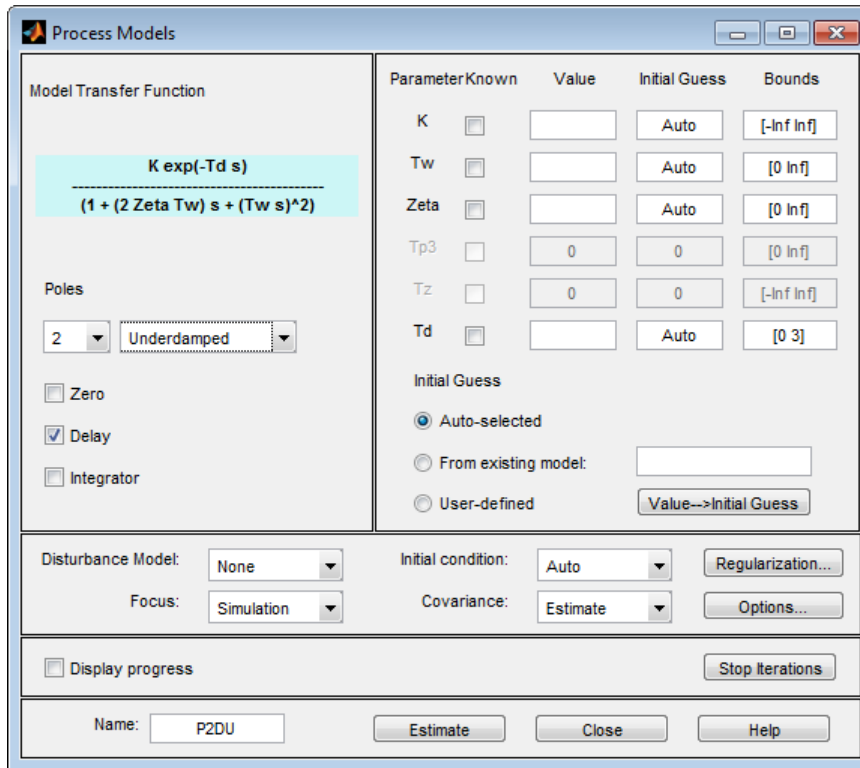 Process Models
Model Transfer Function
K exp(-Td s)
------------------------------------------
(1 + (2 Zeta Tw) s + (Tw s)^2)
Poles
2 Underdamped
Zero
Delay
Integrator
Parameter Known Value Initial Guess Bounds
K Auto [-Inf Inf]
Tw Auto [0 Inf]
Zeta Auto [0 Inf]
Tp3 0 0 [0 Inf]
Tz 0 0 [-Inf Inf]
Td Auto [0 3]
Initial Guess
Auto-selected
From existing model:
User-defined Value-->Initial Guess
Disturbance Model: None Initial condition: Auto Regularization...
Focus: Simulation Covariance: Estimate Options...
Display progress Stop Iterations
Name: P2DU Estimate Close Help